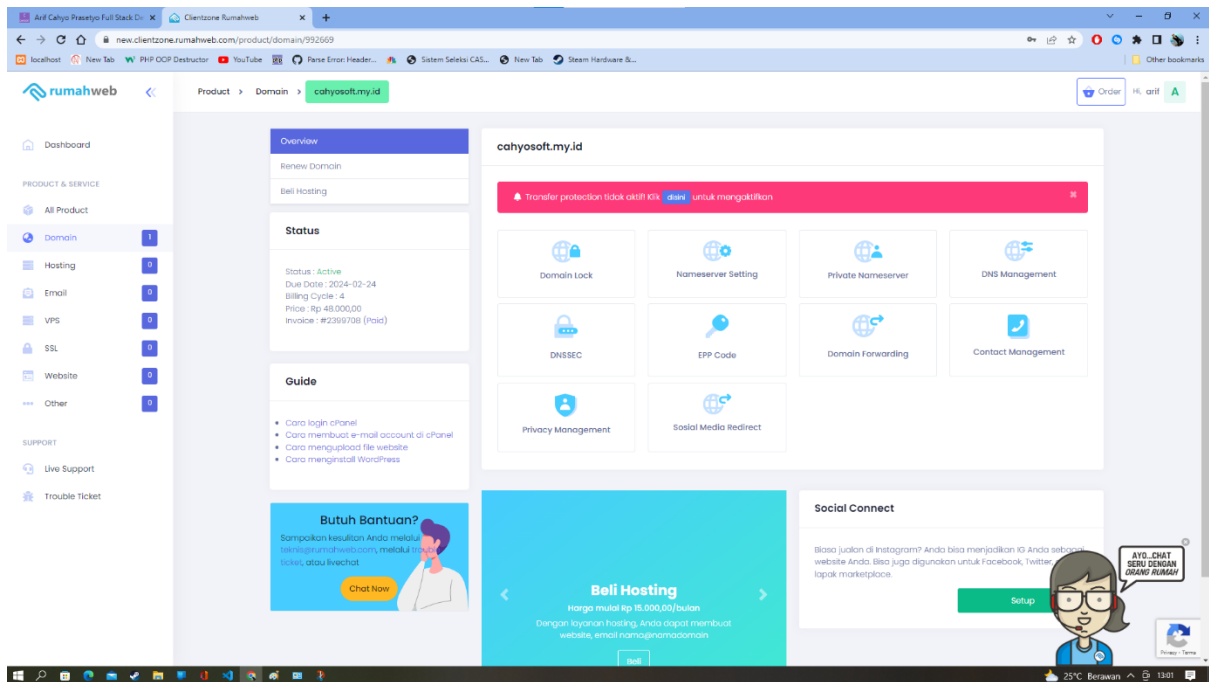 Arif Cahyo Prasetyo Full Stack De
Clientzone Rumahweb
new.clientzone.rumahweb.com/product/domain/992669
localhost
New Tab
PHP OOP Destructor
YouTube
Parse Error: Header...
Sistem Seleksi CAS...
New Tab
Steam Hardware &...
Other bookmarks
rumahweb
Product > Domain > cahyosoft.my.id
Order
Hi, arif
A
Dashboard
PRODUCT & SERVICE
All Product
Domain 1
Hosting 0
Email 0
VPS 0
SSL 0
Website 0
Other 0
SUPPORT
Live Support
Trouble Ticket
Overview
Renew Domain
Beli Hosting
Status
Status : Active
Due Date : 2024-02-24
Billing Cycle : 4
Price : Rp 48.000,00
Invoice : #2399708 (Paid)
Guide
Cara login cPanel
Cara membuat e-mail account di cPanel
Cara mengupload file website
Cara menginstall WordPress
Butuh Bantuan?
Sampaikan kesulitan Anda melalui
teknis@rumahweb.com, melalui trouble
ticket, atau livechat
Chat Now
cahyosoft.my.id
Transfer protection tidak aktif! Klik disini untuk mengaktifkan
Domain Lock
Nameserver Setting
Private Nameserver
DNS Management
DNSSEC
EPP Code
Domain Forwarding
Contact Management
Privacy Management
Sosial Media Redirect
Beli Hosting
Harga mulai Rp 15.000,00/bulan
Dengan layanan hosting, Anda dapat membuat
website, email nama@namadomain
Beli
Social Connect
Biasa jualan di Instagram? Anda bisa menjadikan IG Anda sebagai
website Anda. Bisa juga digunakan untuk Facebook, Twitter,
lapak marketplace.
Setup
AYO...CHAT
SERU DENGAN
ORANG RUMAH
Privacy - Terms
25°C Berawan
13:01